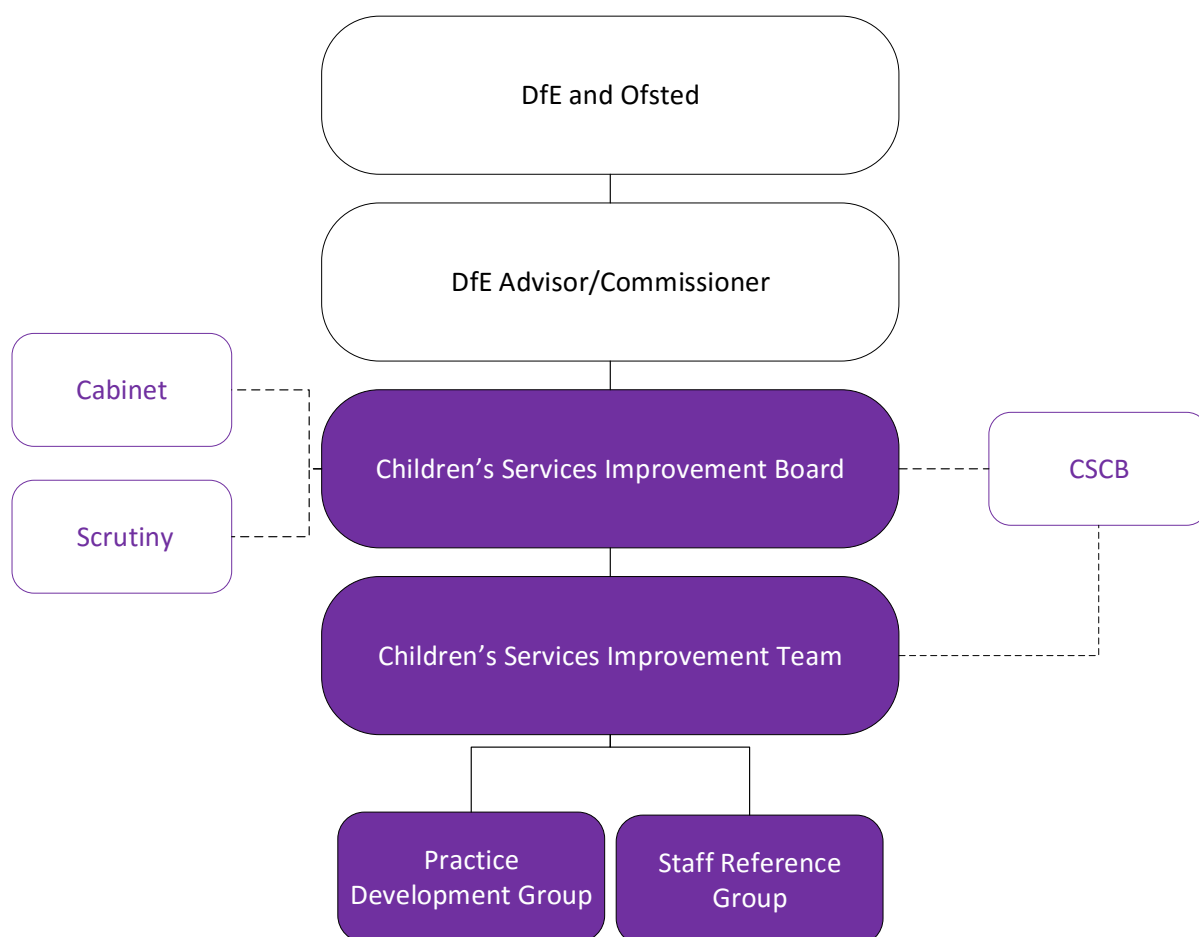 DfE and Ofsted
DfE Advisor/Commissioner
Cabinet
Children’s Services Improvement Board
CSCB
Scrutiny
Children’s Services Improvement Team
Practice
Development Group
Staff Reference
Group